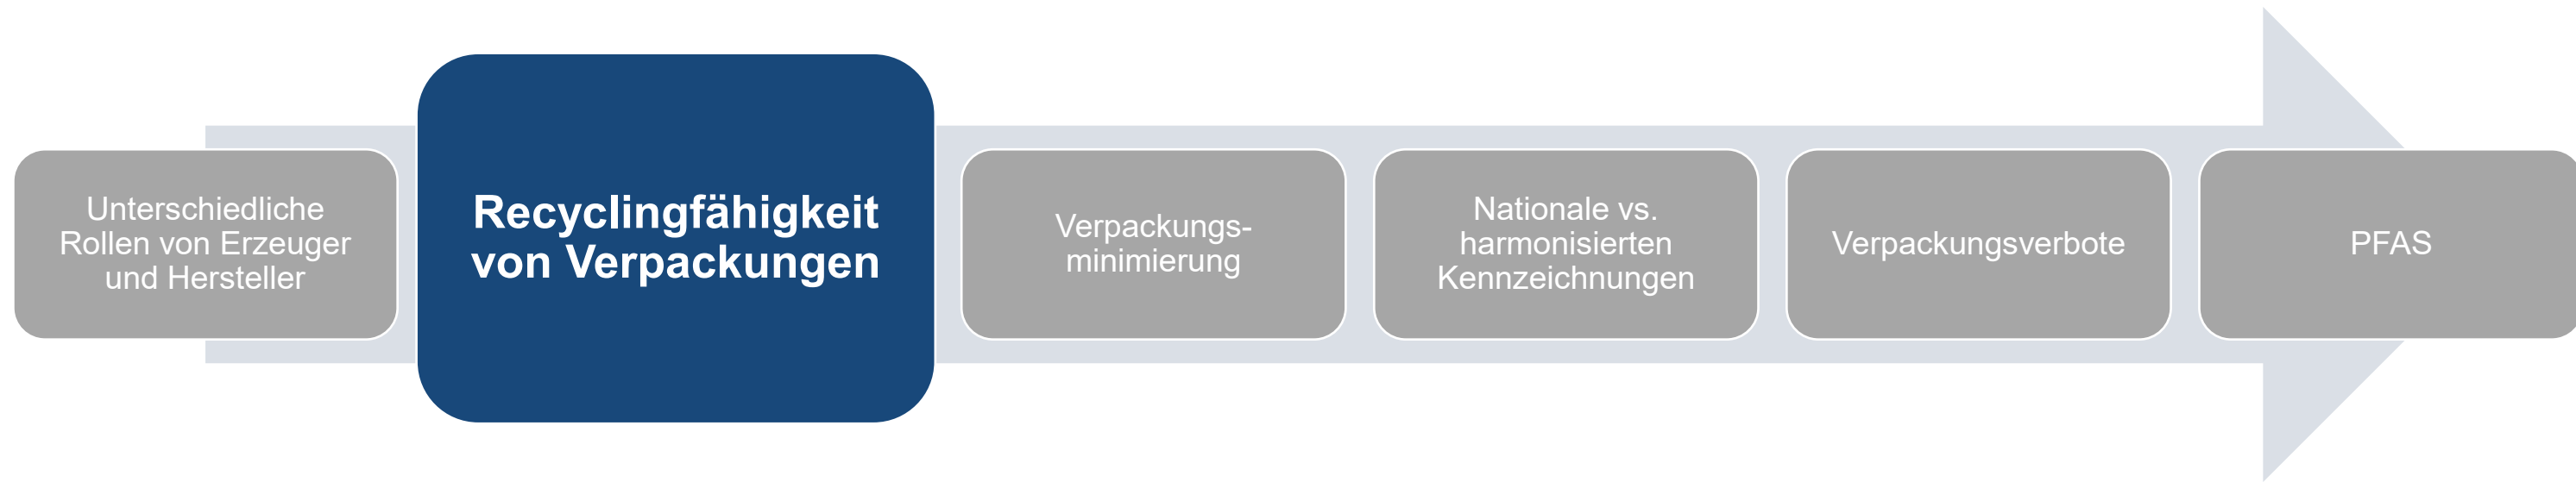 Unterschiedliche
Rollen von Erzeuger
und Hersteller
Recyclingfähigkeit
von Verpackungen
Verpackungs-
minimierung
Nationale vs.
harmonisierten
Kennzeichnungen
Verpackungsverbote
PFAS